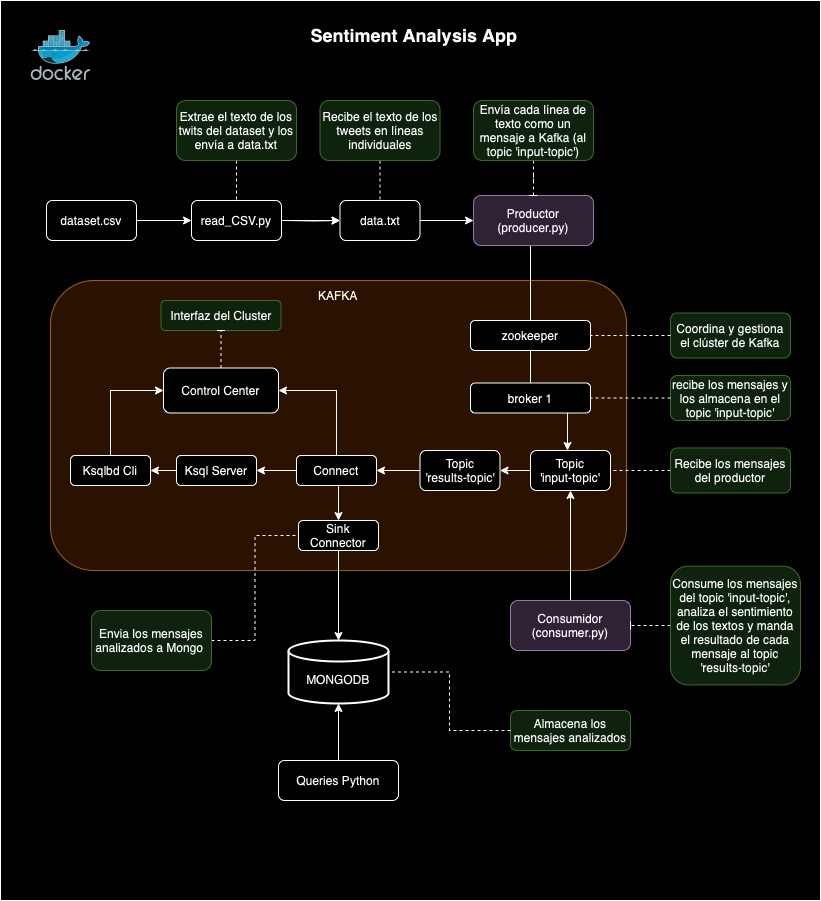 Sentiment Analysis App
docker
Extrae el texto de los
twits del dataset y los
envía a data.txt
Recibe el texto de los
tweets en líneas
individuales
Envía cada línea de
texto como un
mensaje a Kafka (al
topic 'input-topic')
dataset.csv
read_CSV.py
data.txt
Productor
(producer.py)
KAFKA
Interfaz del Cluster
zookeeper
Coordina y gestiona
el clúster de Kafka
Control Center
broker 1
recibe los mensajes y
los almacena en el
topic 'input-topic'
Ksqlbd Cli
Ksql Server
Connect
Topic
'results-topic'
Topic
'input-topic'
Recibe los mensajes
del productor
Sink
Connector
Envia los mensajes
analizados a Mongo
Consumidor
(consumer.py)
Consume los mensajes
del topic 'input-topic',
analiza el sentimiento
de los textos y manda
el resultado de cada
mensaje al topic
'results-topic'
MONGODB
Almacena los
mensajes analizados
Queries Python